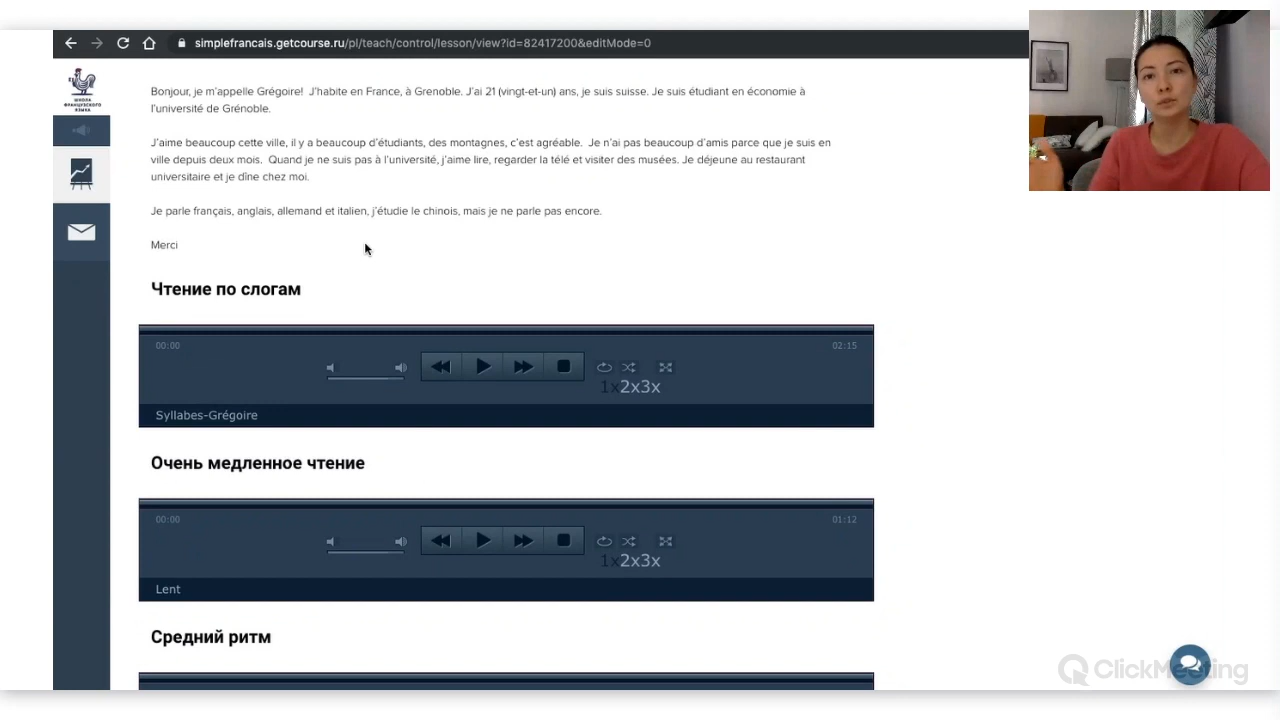 simplefrancais.getcourse.ru/pl/teach/control/lesson/view?id=82417200&editMode=0
ШКОЛА
ФРАНЦУЗСКОГО
ЯЗЫКА
Bonjour, je m'appelle Grégoire!  J'habite en France, à Grenoble. J'ai 21 (vingt-et-un) ans, je suis suisse. Je suis étudiant en économie à
l'université de Grénoble.
J'aime beaucoup cette ville, il y a beaucoup d'étudiants, des montagnes, c'est agréable.  Je n'ai pas beaucoup d'amis parce que je suis en
ville depuis deux mois.  Quand je ne suis pas à l'université, j'aime lire, regarder la télé et visiter des musées. Je déjeune au restaurant
universitaire et je dîne chez moi.
Je parle français, anglais, allemand et italien, j'étudie le chinois, mais je ne parle pas encore.
Merci
Чтение по слогам
00:00
02:15
1x2x3x
Syllabes-Grégoire
Очень медленное чтение
00:00
01:12
1x2x3x
Lent
Средний ритм
ClickMeeting